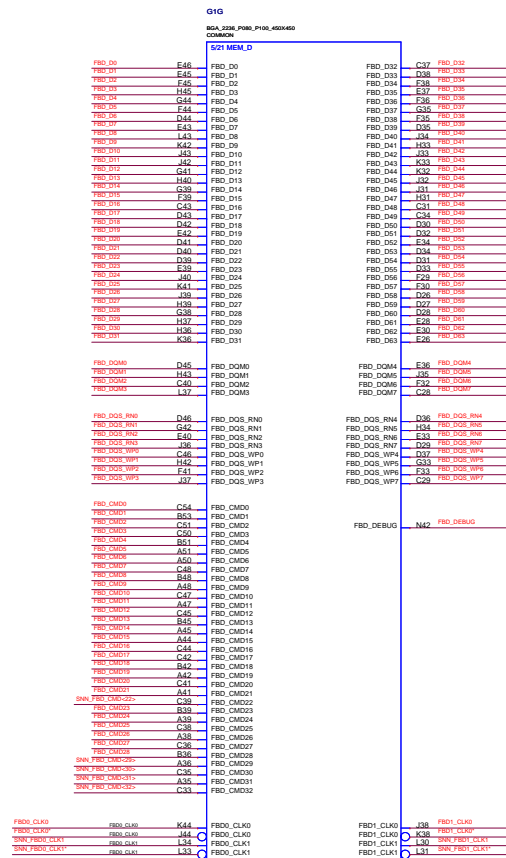 G1G
BGA_2236_P080_P100_450X450
COMMON
5/21 MEM_D
FBD_D0 E46 FBD_D0 FBD_D32 C37 FBD_D32
FBD_D1 E45 FBD_D1 FBD_D33 D38 FBD_D33
FBD_D2 F45 FBD_D2 FBD_D34 F38 FBD_D34
FBD_D3 H45 FBD_D3 FBD_D35 E37 FBD_D35
FBD_D4 G44 FBD_D4 FBD_D36 F36 FBD_D36
FBD_D5 F44 FBD_D5 FBD_D37 G35 FBD_D37
FBD_D6 D44 FBD_D6 FBD_D38 F35 FBD_D38
FBD_D7 E43 FBD_D7 FBD_D39 D35 FBD_D39
FBD_D8 L43 FBD_D8 FBD_D40 J34 FBD_D40
FBD_D9 K42 FBD_D9 FBD_D41 H33 FBD_D41
FBD_D10 J43 FBD_D10 FBD_D42 J33 FBD_D42
FBD_D11 J42 FBD_D11 FBD_D43 K33 FBD_D43
FBD_D12 G41 FBD_D12 FBD_D44 K32 FBD_D44
FBD_D13 H40 FBD_D13 FBD_D45 J32 FBD_D45
FBD_D14 G39 FBD_D14 FBD_D46 J31 FBD_D46
FBD_D15 F39 FBD_D15 FBD_D47 H31 FBD_D47
FBD_D16 C43 FBD_D16 FBD_D48 C31 FBD_D48
FBD_D17 D43 FBD_D17 FBD_D49 C34 FBD_D49
FBD_D18 D42 FBD_D18 FBD_D50 D30 FBD_D50
FBD_D19 E42 FBD_D19 FBD_D51 D32 FBD_D51
FBD_D20 D41 FBD_D20 FBD_D52 E34 FBD_D52
FBD_D21 D40 FBD_D21 FBD_D53 D34 FBD_D53
FBD_D22 D39 FBD_D22 FBD_D54 D31 FBD_D54
FBD_D23 E39 FBD_D23 FBD_D55 D33 FBD_D55
FBD_D24 J40 FBD_D24 FBD_D56 F29 FBD_D56
FBD_D25 K41 FBD_D25 FBD_D57 F30 FBD_D57
FBD_D26 J39 FBD_D26 FBD_D58 D26 FBD_D58
FBD_D27 H39 FBD_D27 FBD_D59 D27 FBD_D59
FBD_D28 G38 FBD_D28 FBD_D60 D28 FBD_D60
FBD_D29 H37 FBD_D29 FBD_D61 E28 FBD_D61
FBD_D30 H36 FBD_D30 FBD_D62 E30 FBD_D62
FBD_D31 K36 FBD_D31 FBD_D63 E26 FBD_D63
FBD_DQM0 D45 FBD_DQM0 FBD_DQM4 E36 FBD_DQM4
FBD_DQM1 H43 FBD_DQM1 FBD_DQM5 J35 FBD_DQM5
FBD_DQM2 C40 FBD_DQM2 FBD_DQM6 F32 FBD_DQM6
FBD_DQM3 L37 FBD_DQM3 FBD_DQM7 C28 FBD_DQM7
FBD_DQS_RN0 D46 FBD_DQS_RN0 FBD_DQS_RN4 D36 FBD_DQS_RN4
FBD_DQS_RN1 G42 FBD_DQS_RN1 FBD_DQS_RN5 H34 FBD_DQS_RN5
FBD_DQS_RN2 E40 FBD_DQS_RN2 FBD_DQS_RN6 E33 FBD_DQS_RN6
FBD_DQS_RN3 J36 FBD_DQS_RN3 FBD_DQS_RN7 D29 FBD_DQS_RN7
FBD_DQS_WP0 C46 FBD_DQS_WP0 FBD_DQS_WP4 D37 FBD_DQS_WP4
FBD_DQS_WP1 H42 FBD_DQS_WP1 FBD_DQS_WP5 G33 FBD_DQS_WP5
FBD_DQS_WP2 F41 FBD_DQS_WP2 FBD_DQS_WP6 F33 FBD_DQS_WP6
FBD_DQS_WP3 J37 FBD_DQS_WP3 FBD_DQS_WP7 C29 FBD_DQS_WP7
FBD_CMD0 C54 FBD_CMD0
FBD_CMD1 B53 FBD_CMD1
FBD_CMD2 C51 FBD_CMD2 FBD_DEBUG N42 FBD_DEBUG
FBD_CMD3 C50 FBD_CMD3
FBD_CMD4 B51 FBD_CMD4
FBD_CMD5 A51 FBD_CMD5
FBD_CMD6 A50 FBD_CMD6
FBD_CMD7 C48 FBD_CMD7
FBD_CMD8 B48 FBD_CMD8
FBD_CMD9 A48 FBD_CMD9
FBD_CMD10 C47 FBD_CMD10
FBD_CMD11 A47 FBD_CMD11
FBD_CMD12 C45 FBD_CMD12
FBD_CMD13 B45 FBD_CMD13
FBD_CMD14 A45 FBD_CMD14
FBD_CMD15 A44 FBD_CMD15
FBD_CMD16 C44 FBD_CMD16
FBD_CMD17 C42 FBD_CMD17
FBD_CMD18 B42 FBD_CMD18
FBD_CMD19 A42 FBD_CMD19
FBD_CMD20 C41 FBD_CMD20
FBD_CMD21 A41 FBD_CMD21
SNN_FBD_CMD<22> C39 FBD_CMD22
FBD_CMD23 B39 FBD_CMD23
FBD_CMD24 A39 FBD_CMD24
FBD_CMD25 C38 FBD_CMD25
FBD_CMD26 A38 FBD_CMD26
FBD_CMD27 C36 FBD_CMD27
FBD_CMD28 B36 FBD_CMD28
SNN_FBD_CMD<29> A36 FBD_CMD29
SNN_FBD_CMD<30> C35 FBD_CMD30
SNN_FBD_CMD<31> A35 FBD_CMD31
SNN_FBD_CMD<32> C33 FBD_CMD32
FBD0_CLK0 FBD0_CLK0 K44 FBD0_CLK0 FBD1_CLK0 J38 FBD1_CLK0
FBD0_CLK0* FBD0_CLK0 J44 FBD0_CLK0 FBD1_CLK0 K38 FBD1_CLK0*
SNN_FBD0_CLK1 FBD0_CLK1 L34 FBD0_CLK1 FBD1_CLK1 L30 SNN_FBD1_CLK1
SNN_FBD0_CLK1* FBD0_CLK1 L33 FBD0_CLK1 FBD1_CLK1 L31 SNN_FBD1_CLK1*